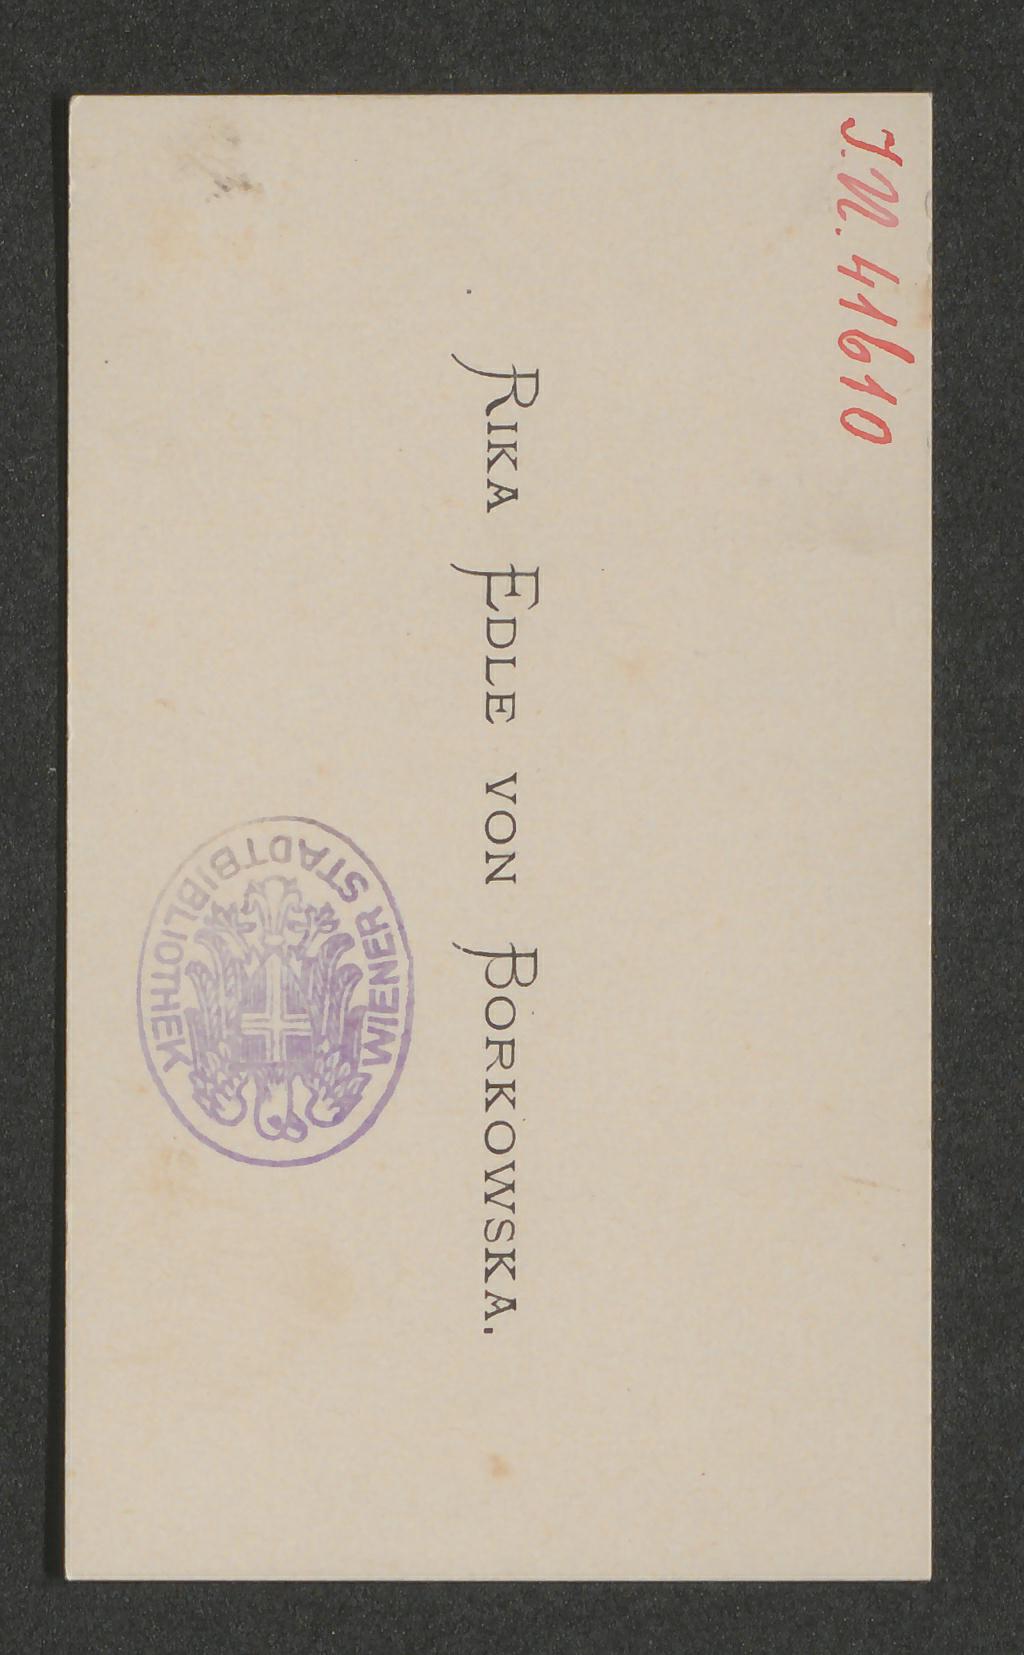 J.N. 41610
RIKA EDLE VON BORKOWSKA.
WIENER STADTBIBLIOTHEK